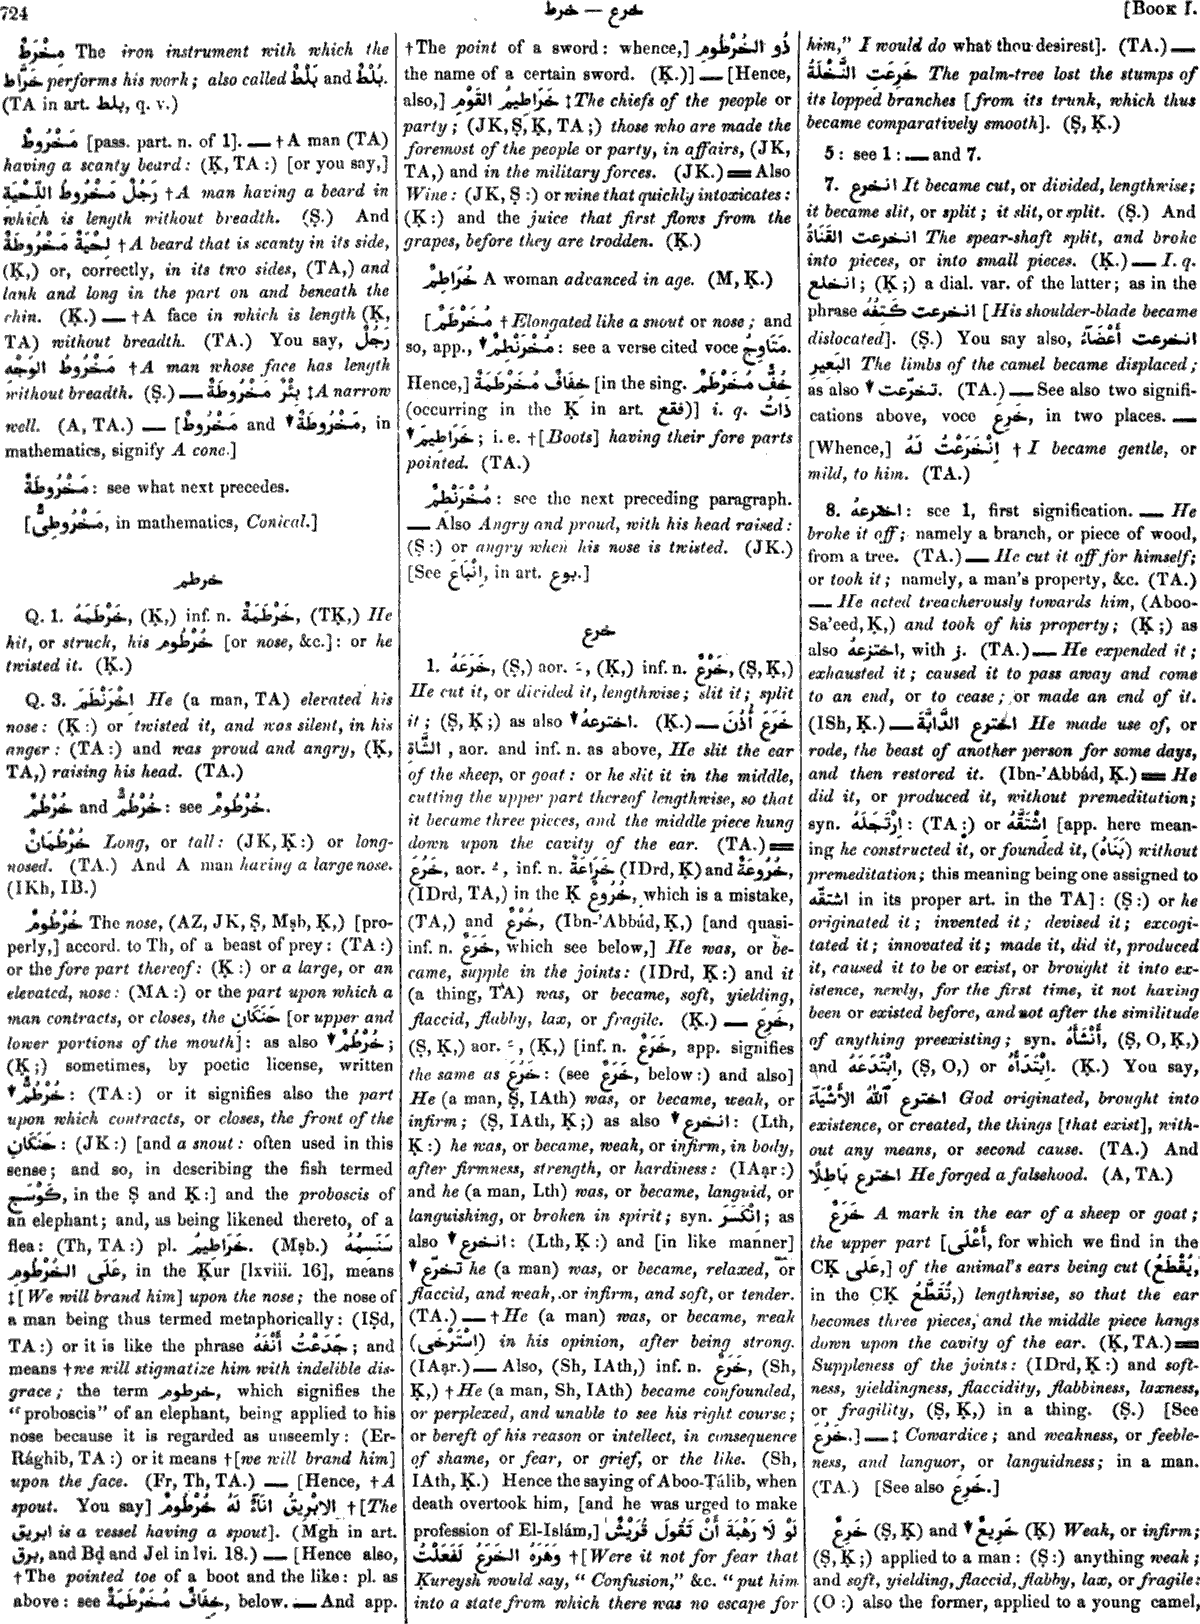 724
خرط — خرع
[BOOK I.
مِخْرَطٌ The iron instrument with which the
خَرَّاط performs his work; also called بَلْطٌ and بُلْطٌ.
(TA in art. بلط, q. v.)
مَخْرُوطٌ [pass. part. n. of 1]. — †A man (TA)
having a scanty beard: (Ḳ, TA:) [or you say,]
رَجُلٌ مَخْرُوطُ اللِّحْيَةِ †A man having a beard in
which is length without breadth. (Ṣ.) And
لِحْيَةٌ مَخْرُوطَةٌ †A beard that is scanty in its side,
(Ḳ,) or, correctly, in its two sides, (TA,) and
lank and long in the part on and beneath the
chin. (Ḳ.) — †A face in which is length (Ḳ,
TA) without breadth. (TA.) You say, رَجُلٌ
مَخْرُوطُ الوَجْهِ †A man whose face has length
without breadth. (Ṣ.) — بِئْرٌ مَخْرُوطَةٌ ‡A narrow
well. (A, TA.) — [مَخْرُوطٌ and ▼مَخْرُوطَةٌ, in
mathematics, signify A cone.]
مَخْرُوطَةٌ: see what next precedes.
[مَخْرُوطِىٌّ, in mathematics, Conical.]
خرطم
Q. 1. خَرْطَمَهُ, (Ḳ,) inf. n. خَرْطَمَةٌ, (TḲ,) He
hit, or struck, his خُرْطُوم [or nose, &c.]: or he
twisted it. (Ḳ.)
Q. 3. اِخْرَنْطَمَ He (a man, TA) elevated his
nose: (Ḳ:) or twisted it, and was silent, in his
anger: (TA:) and was proud and angry, (Ḳ,
TA,) raising his head. (TA.)
خُرْطُمٌ and خُرْطُمٌّ: see خُرْطُومٌ.
خُرْطُمَانٌ Long, or tall: (JK, Ḳ:) or long-
nosed. (TA.) And A man having a large nose.
(IKh, IB.)
خُرْطُومٌ The nose, (AZ, JK, Ṣ, Mṣb, Ḳ,) [pro-
perly,] accord. to Th, of a beast of prey: (TA:)
or the fore part thereof: (Ḳ:) or a large, or an
elevated, nose: (MA:) or the part upon which a
man contracts, or closes, the حَنَكَانِ [or upper and
lower portions of the mouth]: as also ▼خُرْطُمٌ;
(Ḳ;) sometimes, by poetic license, written
▼خُرْطُمٌّ: (TA:) or it signifies also the part
upon which contracts, or closes, the front of the
حَنَكَانِ: (JK:) [and a snout: often used in this
sense; and so, in describing the fish termed
كَوْسَج, in the Ṣ and Ḳ:] and the proboscis of
an elephant; and, as being likened thereto, of a
flea: (Th, TA:) pl. خَرَاطِيمُ. (Mṣb.) سَنَسِمُهُ
عَلَى الخُرْطُومِ, in the Ḳur [lxviii. 16], means
‡[We will brand him] upon the nose; the nose of
a man being thus termed metaphorically: (ISd,
TA:) or it is like the phrase جَدَعْتُ أَنْفَهُ; and
means †we will stigmatize him with indelible dis-
grace; the term خرطوم, which signifies the
“proboscis” of an elephant, being applied to his
nose because it is regarded as unseemly: (Er-
Rághib, TA:) or it means †[we will brand him]
upon the face. (Fr, Th, TA.) — [Hence, †A
spout. You say] الإِبْرِيقُ انَآءٌ لَهُ خُرْطُومٌ †[The
ابريق is a vessel having a spout]. (Mgh in art.
برق, and Bḍ and Jel in lvi. 18.) — [Hence also,
†The pointed toe of a boot and the like: pl. as
above: see خِفَافٌ مُخَرْطَمَةٌ, below. — And app.
†The point of a sword: whence,] ذُو الخُرْطُومِ
the name of a certain sword. (Ḳ.)] — [Hence,
also,] خَرَاطِيمُ القَوْمِ ‡The chiefs of the people or
party; (JK, Ṣ, Ḳ, TA;) those who are made the
foremost of the people or party, in affairs, (JK,
TA,) and in the military forces. (JK.) ═ Also
Wine: (JK, Ṣ:) or wine that quickly intoxicates:
(Ḳ:) and the juice that first flows from the
grapes, before they are trodden. (Ḳ.)
خُرَاطِمٌ A woman advanced in age. (M, Ḳ.)
[مُخَرْطَمٌ †Elongated like a snout or nose; and
so, app., ▼مُخْرَنْطِمٌ: see a verse cited voce مَتَاوِجُ.
Hence,] خِفَافٌ مُخَرْطَمَةٌ [in the sing. خُفٌّ مُخَرْطَمٌ
(occurring in the Ḳ in art. فقع)] i. q. ذَاتُ
▼خَرَاطِيمَ; i. e. †[Boots] having their fore parts
pointed. (TA.)
مُخْرَنْطِمٌ: see the next preceding paragraph.
— Also Angry and proud, with his head raised:
(Ṣ:) or angry when his nose is twisted. (JK.)
[See اِنْبَاعَ, in art. بوع.]
خرع
1. خَرَعَهُ, (Ṣ,) aor. ـَ, (Ḳ,) inf. n. خَرْعٌ, (Ṣ, Ḳ,)
He cut it, or divided it, lengthwise; slit it; split
it; (Ṣ, Ḳ;) as also ▼اخترعهُ. (Ḳ.) — خَرَعَ أُذُنَ
الشَّاةِ, aor. and inf. n. as above, He slit the ear
of the sheep, or goat: or he slit it in the middle,
cutting the upper part thereof lengthwise, so that
it became three pieces, and the middle piece hung
down upon the cavity of the ear. (TA.) ═
خَرُعَ, aor. ـُ, inf. n. خَرَاعَةٌ (IDrd, Ḳ) and خُرُوعَةٌ,
(IDrd, TA,) in the Ḳ خُرُوعٌ, which is a mistake,
(TA,) and خُرْعٌ, (Ibn-’Abbád, Ḳ,) [and quasi-
inf. n. خَرَعٌ, which see below,] He was, or be-
came, supple in the joints: (IDrd, Ḳ:) and it
(a thing, TA) was, or became, soft, yielding,
flaccid, flabby, lax, or fragile. (Ḳ.) — خَرِعَ,
(Ṣ, Ḳ,) aor. ـَ, (Ḳ,) [inf. n. خَرَعٌ, app. signifies
the same as خَرُعَ: (see خَرَعٌ, below:) and also]
He (a man, Ṣ, IAth) was, or became, weak, or
infirm; (Ṣ, IAth, Ḳ;) as also ▼انخرع: (Lth,
Ḳ:) he was, or became, weak, or infirm, in body,
after firmness, strength, or hardiness: (IAạr:)
and he (a man, Lth) was, or became, languid, or
languishing, or broken in spirit; syn. اِنْكَسَرَ; as
also ▼انخرع: (Lth, Ḳ:) and [in like manner]
▼تخرّع he (a man) was, or became, relaxed, or
flaccid, and weak, or infirm, and soft, or tender.
(TA.) — †He (a man) was, or became, weak
(اِسْتَرْخَى) in his opinion, after being strong.
(IAạr.) — Also, (Sh, IAth,) inf. n. خَرَعٌ, (Sh,
Ḳ,) †He (a man, Sh, IAth) became confounded,
or perplexed, and unable to see his right course;
or bereft of his reason or intellect, in consequence
of shame, or fear, or grief, or the like. (Sh,
IAth, Ḳ.) Hence the saying of Aboo-Ṭálib, when
death overtook him, [and he was urged to make
profession of El-Islám,] لَوْ لَا رَهْبَةُ أَنْ تَقُولَ قُرَيْشٌ
وَهَرَهُ الخَرَعُ لَفَعَلْتُ †[Were it not for fear that
Kureysh would say, “Confusion,” &c. “put him
into a state from which there was no escape for
him,” I would do what thou desirest]. (TA.) —
خَرِعَتِ النَّخْلَةُ The palm-tree lost the stumps of
its lopped branches [from its trunk, which thus
became comparatively smooth]. (Ṣ, Ḳ.)
5: see 1: — and 7.
7. انخرع It became cut, or divided, lengthwise;
it became slit, or split; it slit, or split. (Ṣ.) And
انخرعت القَنَاةُ The spear-shaft split, and broke
into pieces, or into small pieces. (Ḳ.) — I. q.
انخلع; (Ḳ;) a dial. var. of the latter; as in the
phrase انخرعت كَتِفُهُ [His shoulder-blade became
dislocated]. (Ṣ.) You say also, انخرعت أَعْضَآءُ
البَعِيرِ The limbs of the camel became displaced;
as also ▼تخرّعت. (TA.) — See also two signifi-
cations above, voce خَرِعَ, in two places. —
[Whence,] اِنْخَرَعْتُ لَهُ †I became gentle, or
mild, to him. (TA.)
8. اخترعهُ: see 1, first signification. — He
broke it off; namely a branch, or piece of wood,
from a tree. (TA.) — He cut it off for himself;
or took it; namely, a man’s property, &c. (TA.)
— He acted treacherously towards him, (Aboo-
Sa’eed, Ḳ,) and took of his property; (Ḳ;) as
also اختزعهُ, with ز. (TA.) — He expended it;
exhausted it; caused it to pass away and come
to an end, or to cease; or made an end of it.
(ISh, Ḳ.) — اخترع الدَّابَّةَ He made use of, or
rode, the beast of another person for some days,
and then restored it. (Ibn-’Abbád, Ḳ.) ═ He
did it, or produced it, without premeditation;
syn. اِرْتَجَلَهُ: (TA:) or اِشْتَقَّهُ [app. here mean-
ing he constructed it, or founded it, (بَنَاهُ) without
premeditation; this meaning being one assigned to
اشتقّه in its proper art. in the TA]: (Ṣ:) or he
originated it; invented it; devised it; excogi-
tated it; innovated it; made it, did it, produced
it, caused it to be or exist, or brought it into ex-
istence, newly, for the first time, it not having
been or existed before, and not after the similitude
of anything preexisting; syn. أَنْشَأَهُ, (Ṣ, O, Ḳ,)
and اِبْتَدَعَهُ, (Ṣ, O,) or اِبْتَدَأَهُ. (Ḳ.) You say,
اخترع ٱللّٰهُ الأَشْيَآءَ God originated, brought into
existence, or created, the things [that exist], with-
out any means, or second cause. (TA.) And
اخترع بَاطِلًا He forged a falsehood. (A, TA.)
خَرَعٌ A mark in the ear of a sheep or goat;
the upper part [أَعْلَى, for which we find in the
CḲ عَلَى,] of the animal’s ears being cut (يُقْطَعُ,
in the CḲ تُقَطَّعُ,) lengthwise, so that the ear
becomes three pieces, and the middle piece hangs
down upon the cavity of the ear. (Ḳ, TA.) ═
Suppleness of the joints: (IDrd, Ḳ:) and soft-
ness, yieldingness, flaccidity, flabbiness, laxness,
or fragility, (Ṣ, Ḳ,) in a thing. (Ṣ.) [See
خَرُعَ.] — ‡Cowardice; and weakness, or feeble-
ness, and languor, or languidness; in a man.
(TA.) [See also خَرِعَ.]
خَرِعٌ (Ṣ, Ḳ) and ▼خَرِيعٌ (Ḳ) Weak, or infirm;
(Ṣ, Ḳ;) applied to a man: (Ṣ:) anything weak;
and soft, yielding, flaccid, flabby, lax, or fragile:
(O:) also the former, applied to a young camel,